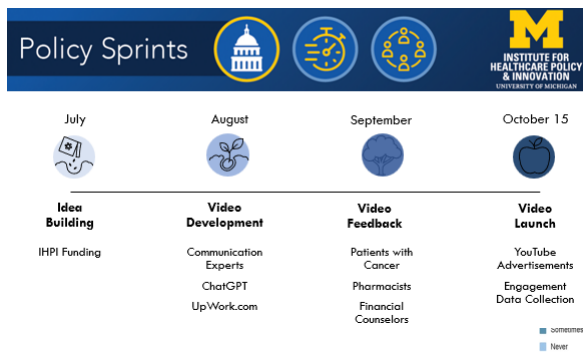 Policy Sprints
M
INSTITUTE FOR
HEALTHCARE POLICY
& INNOVATION
UNIVERSITY OF MICHIGAN
July
August
September
October 15
Idea
Building
Video
Development
Video
Feedback
Video
Launch
IHPI Funding
Communication
Experts
ChatGPT
UpWork.com
Patients with
Cancer
Pharmacists
Financial
Counselors
YouTube
Advertisements
Engagement
Data Collection
Sometimes
Never